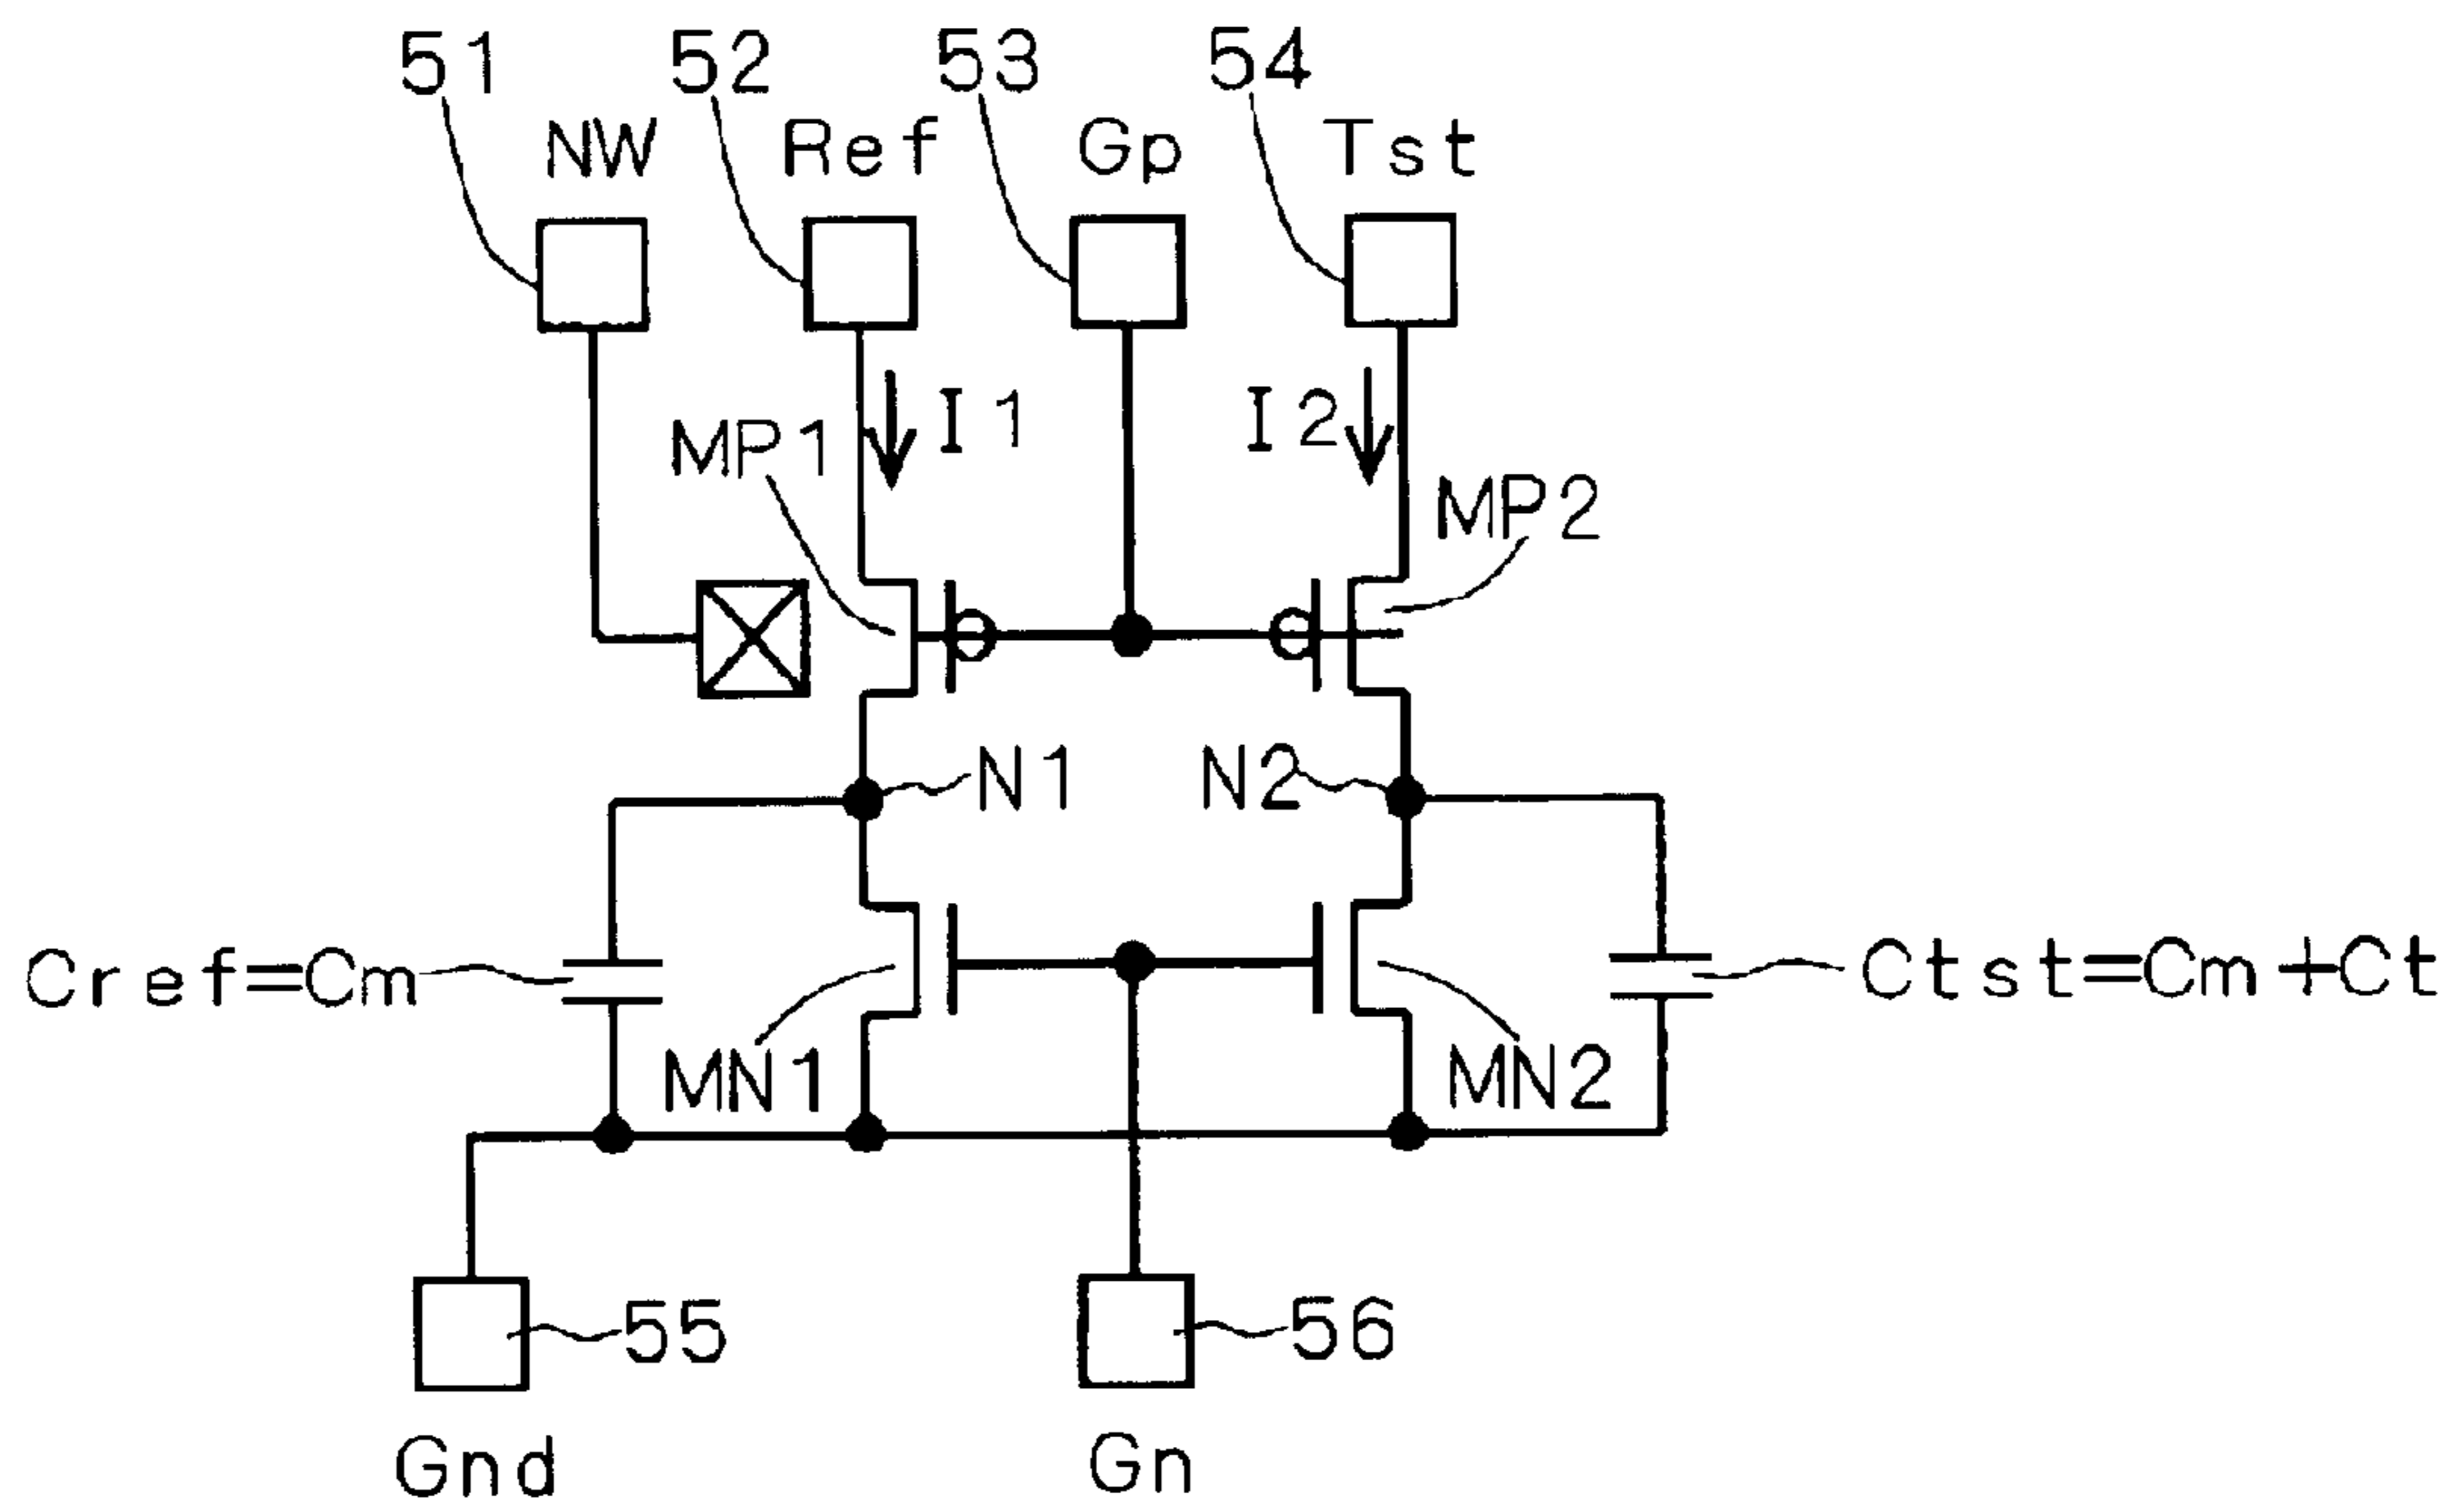 51 52 53 54
NW Ref Gp Tst
I1 I2
MP1
MP2
N1 N2
Cref=Cm
Ctst=Cm+Ct
MN1 MN2
55 56
Gnd Gn